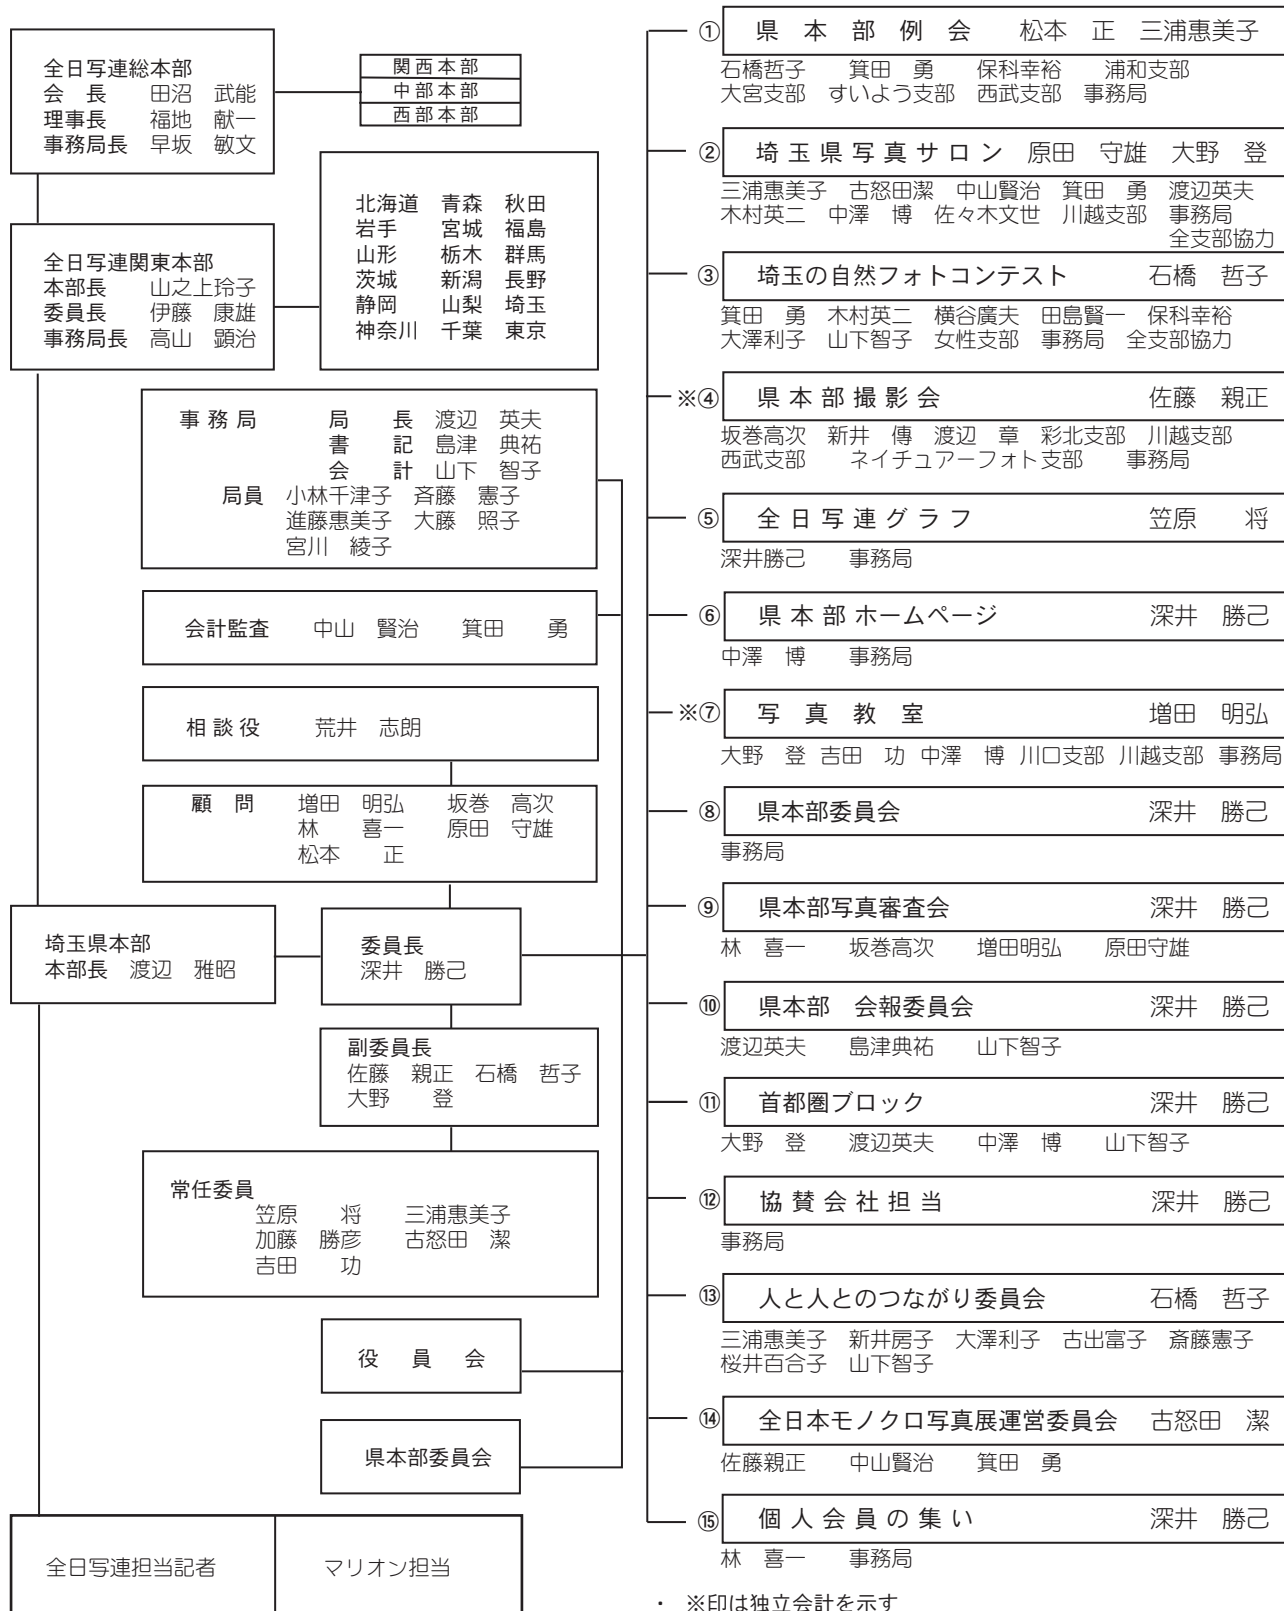 全日写連総本部
会　長　　田沼　武能
理事長　　福地　献一
事務局長　早坂　敏文
関西本部
中部本部
西部本部
全日写連関東本部
本部長　　山之上玲子
委員長　　伊藤　康雄
事務局長　高山　顕治
北海道　青森　秋田
岩手　　宮城　福島
山形　　栃木　群馬
茨城　　新潟　長野
静岡　　山梨　埼玉
神奈川　千葉　東京
事務局　　局　　長　渡辺　英夫
書　　記　島津　典祐
会　　計　山下　智子
局員　小林千津子　斉藤　憲子
進藤惠美子　大藤　照子
宮川　綾子
会計監査　　中山　賢治　　箕田　　勇
相談役　　荒井　志朗
顧　問　　増田　明弘　　坂巻　高次
林　　喜一　　原田　守雄
松本　　正
埼玉県本部
本部長　渡辺　雅昭
委員長
深井　勝己
副委員長
佐藤　親正　石橋　哲子
大野　　登
常任委員
笠原　　将　　三浦惠美子
加藤　勝彦　　古怒田　潔
吉田　　功
役　員　会
県本部委員会
全日写連担当記者　　マリオン担当
①　県　本　部　例　会　　松本　正　三浦惠美子
石橋哲子　　箕田　勇　　保科幸裕　　浦和支部
大宮支部　すいよう支部　西武支部　事務局
②　埼玉県写真サロン　原田　守雄　大野　登
三浦惠美子　古怒田潔　中山賢治　箕田　勇　渡辺英夫
木村英二　中澤　博　佐々木文世　川越支部　事務局
全支部協力
③　埼玉の自然フォトコンテスト　　石橋　哲子
箕田　勇　木村英二　横谷廣夫　田島賢一　保科幸裕
大澤利子　山下智子　女性支部　事務局　全支部協力
※④　県本部撮影会　　佐藤　親正
坂巻高次　新井　傳　渡辺　章　彩北支部　川越支部
西武支部　　ネイチュアーフォト支部　　事務局
⑤　全日写連グラフ　　笠原　　将
深井勝己　　事務局
⑥　県本部ホームページ　　深井　勝己
中澤　博　　事務局
※⑦　写　真　教　室　　増田　明弘
大野　登　吉田　功　中澤　博　川口支部　川越支部　事務局
⑧　県本部委員会　　深井　勝己
事務局
⑨　県本部写真審査会　　深井　勝己
林　喜一　　坂巻高次　　増田明弘　　原田守雄
⑩　県本部　会報委員会　　深井　勝己
渡辺英夫　　島津典祐　　山下智子
⑪　首都圏ブロック　　深井　勝己
大野　登　　渡辺英夫　　中澤　博　　山下智子
⑫　協賛会社担当　　深井　勝己
事務局
⑬　人と人とのつながり委員会　　石橋　哲子
三浦惠美子　新井房子　大澤利子　古出富子　斎藤憲子
桜井百合子　山下智子
⑭　全日本モノクロ写真展運営委員会　古怒田　潔
佐藤親正　　中山賢治　　箕田　勇
⑮　個人会員の集い　　深井　勝己
林　喜一　　事務局
・　※印は独立会計を示す